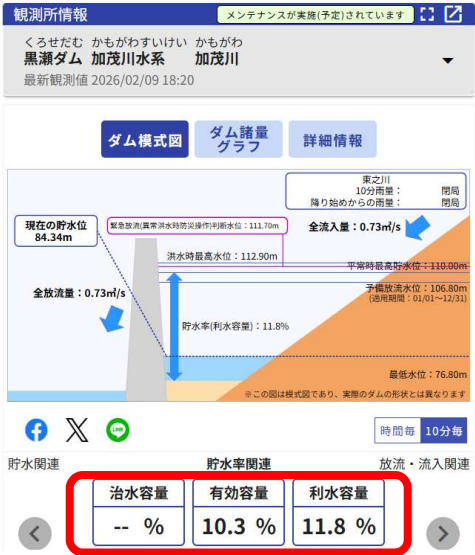 観測所情報
メンテナンスが実施(予定)されています
くろせだむ かもがわすいけい かもがわ
黒瀬ダム 加茂川水系 加茂川
最新観測値 2026/02/09 18:20
ダム模式図
ダム諸量
グラフ
詳細情報
東之川
10分雨量： 閉局
降り始めからの雨量： 閉局
現在の貯水位
84.34m
緊急放流(異常洪水時防災操作)判断水位：111.70m
全流入量：0.73㎥/s
洪水時最高水位：112.90m
平常時最高貯水位：110.00m
予備放流水位：106.80m
(適用期間：01/01～12/31)
全放流量：0.73㎥/s
貯水率(利水容量)：11.8%
最低水位：76.80m
※この図は模式図であり、実際のダムの形状とは異なります
LINE
時間毎 10分毎
貯水関連 貯水率関連 放流・流入関連
治水容量 有効容量 利水容量
-- % 10.3 % 11.8 %